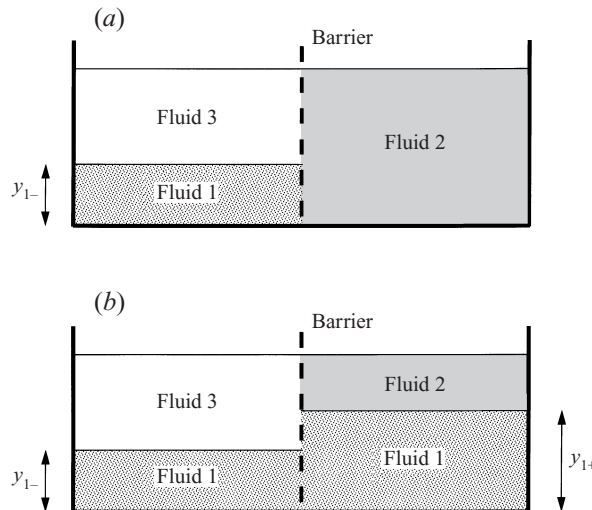 (a)
Barrier
Fluid 3
Fluid 2
y1–
Fluid 1
(b)
Barrier
Fluid 2
Fluid 3
Fluid 1
y1–
Fluid 1
y1+